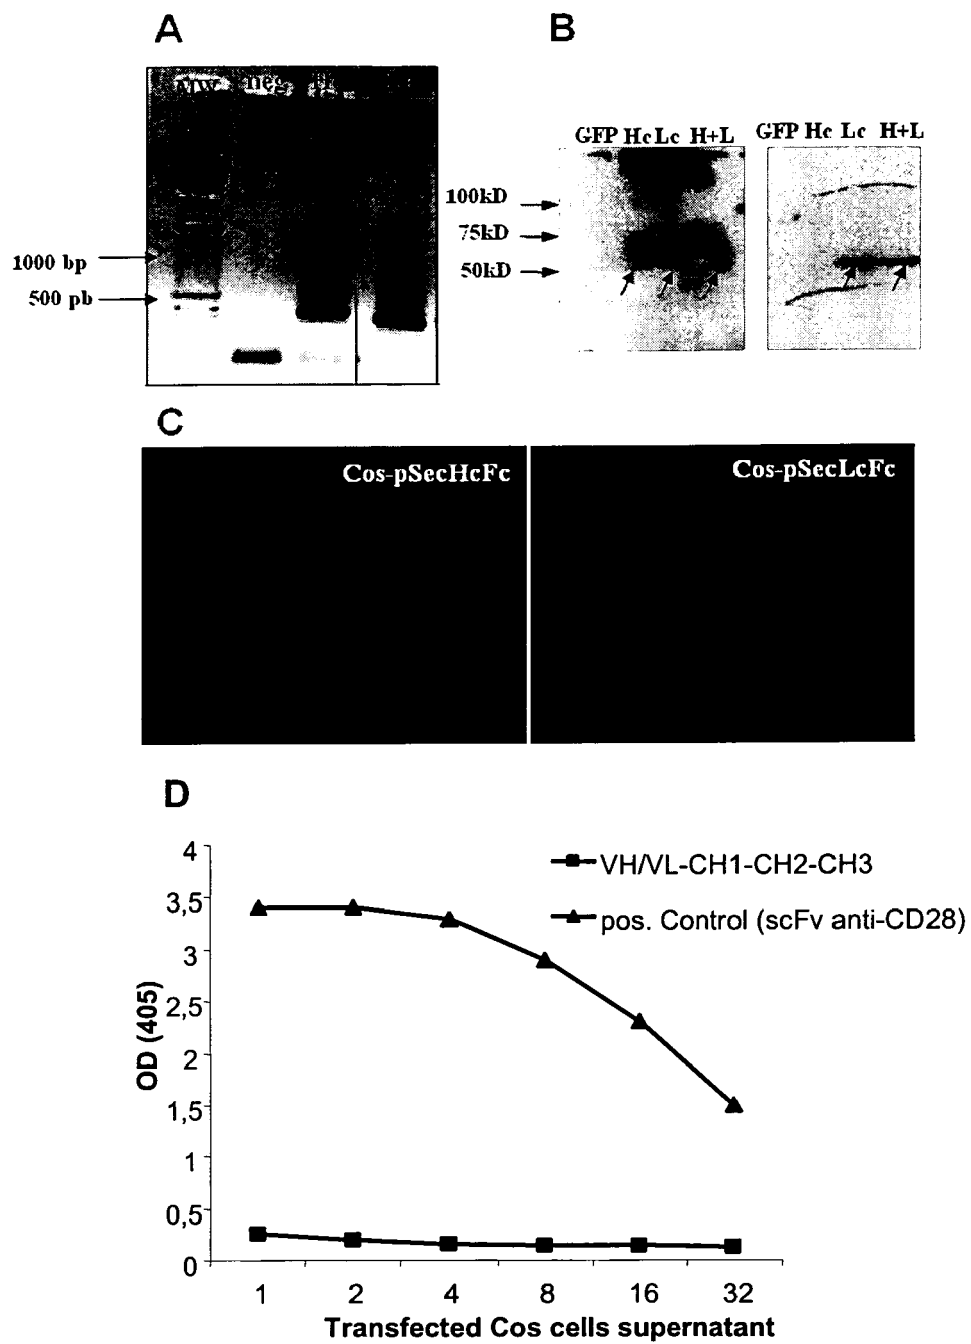 A
B
MW neg
GFP Hc Lc H+L
GFP Hc Lc H+L
100kD
75kD
50kD
1000 bp
500 pb
C
Cos-pSecHcFc
Cos-pSecLcFc
D
4
3,5
3
2,5
2
1,5
1
0,5
0
OD (405)
VH/VL-CH1-CH2-CH3
pos. Control (scFv anti-CD28)
1 2 4 8 16 32
Transfected Cos cells supernatant